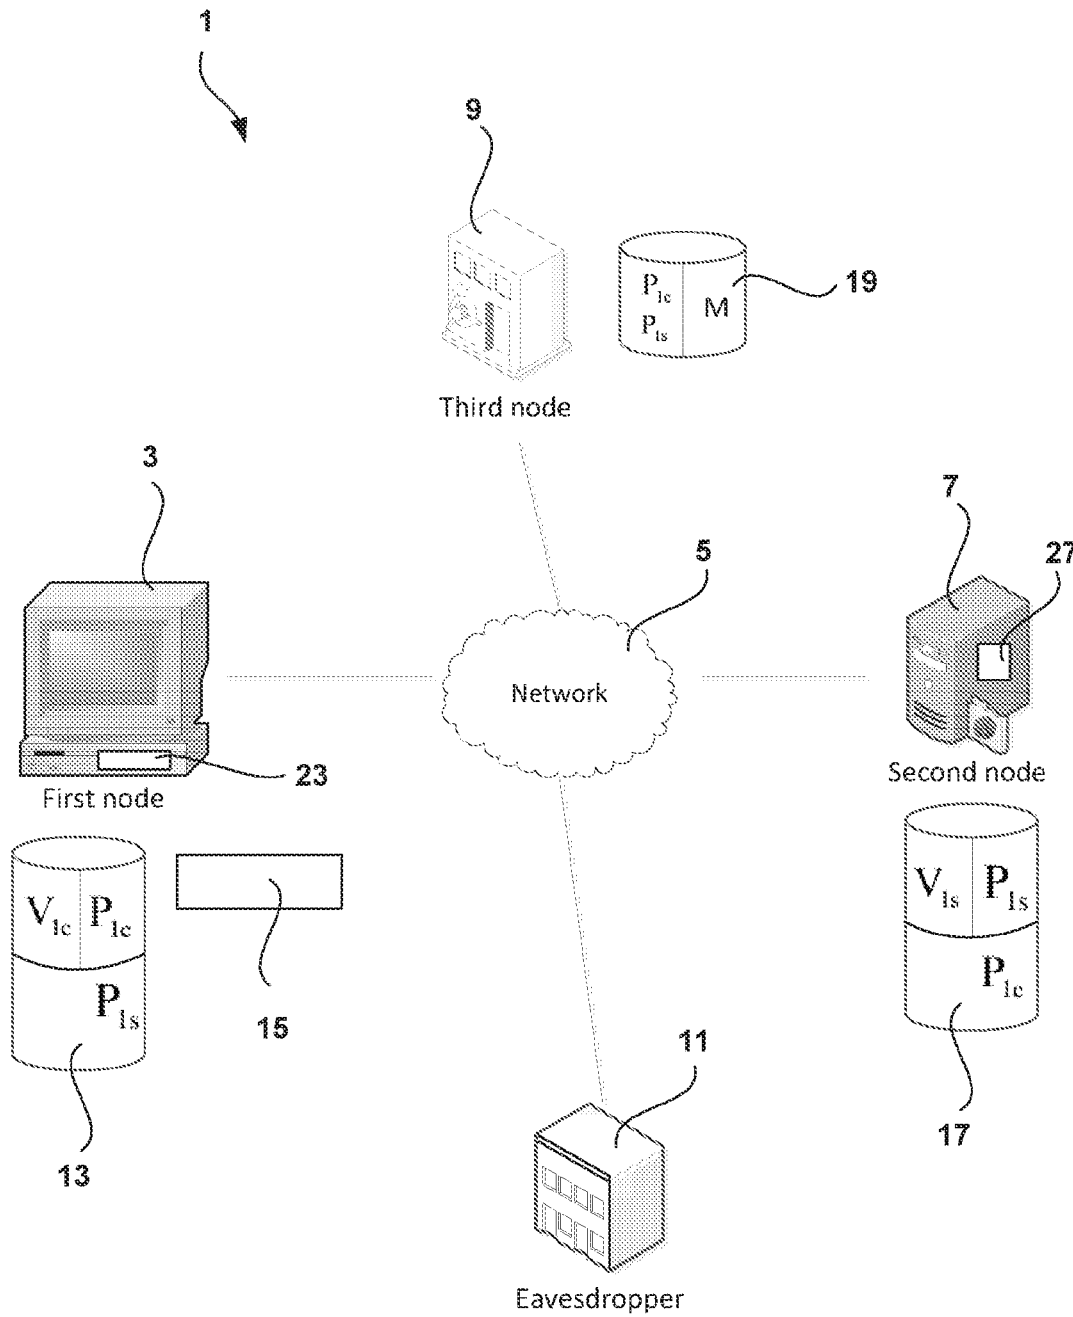 1
9
P1c
P1s
M
19
Third node
3
7
5
27
Network
23
First node
Second node
V1c
P1c
P1s
15
13
V1s
P1s
P1c
17
11
Eavesdropper